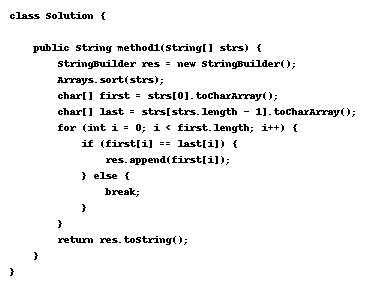 class Solution {
public String method1(String[] strs) {
StringBuilder res = new StringBuilder();
Arrays.sort(strs);
char[] first = strs[0].toCharArray();
char[] last = strs[strs.length - 1].toCharArray();
for (int i = 0; i < first.length; i++) {
if (first[i] == last[i]) {
res.append(first[i]);
} else {
break;
}
}
return res.toString();
}
}